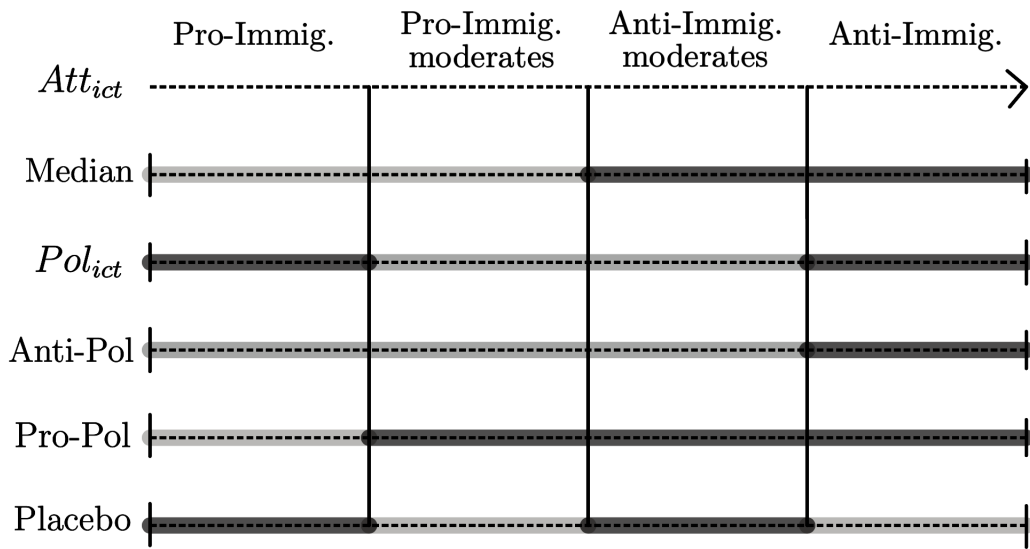 Pro-Immig.
Pro-Immig.
moderates
Anti-Immig.
moderates
Anti-Immig.
Att_ict
Median
Pol_ict
Anti-Pol
Pro-Pol
Placebo